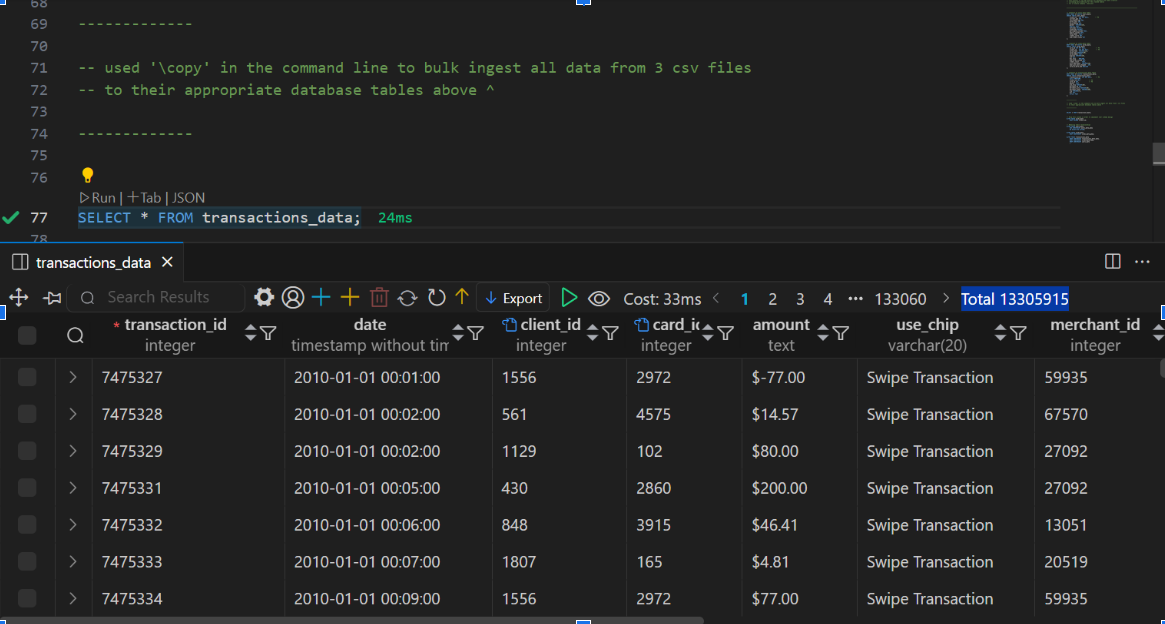 68
69 -------------
70
71 -- used '\copy' in the command line to bulk ingest all data from 3 csv files
72 -- to their appropriate database tables above ^
73
74 -------------
75
76
Run | +Tab | JSON
77 SELECT * FROM transactions_data; 24ms
78
transactions_data
Search Results Export Cost: 33ms 1 2 3 4 ••• 133060 Total 13305915
* transaction_id date client_id card_ic amount use_chip merchant_id
integer timestamp without tim integer integer text varchar(20) integer
7475327 2010-01-01 00:01:00 1556 2972 $-77.00 Swipe Transaction 59935
7475328 2010-01-01 00:02:00 561 4575 $14.57 Swipe Transaction 67570
7475329 2010-01-01 00:02:00 1129 102 $80.00 Swipe Transaction 27092
7475331 2010-01-01 00:05:00 430 2860 $200.00 Swipe Transaction 27092
7475332 2010-01-01 00:06:00 848 3915 $46.41 Swipe Transaction 13051
7475333 2010-01-01 00:07:00 1807 165 $4.81 Swipe Transaction 20519
7475334 2010-01-01 00:09:00 1556 2972 $77.00 Swipe Transaction 59935